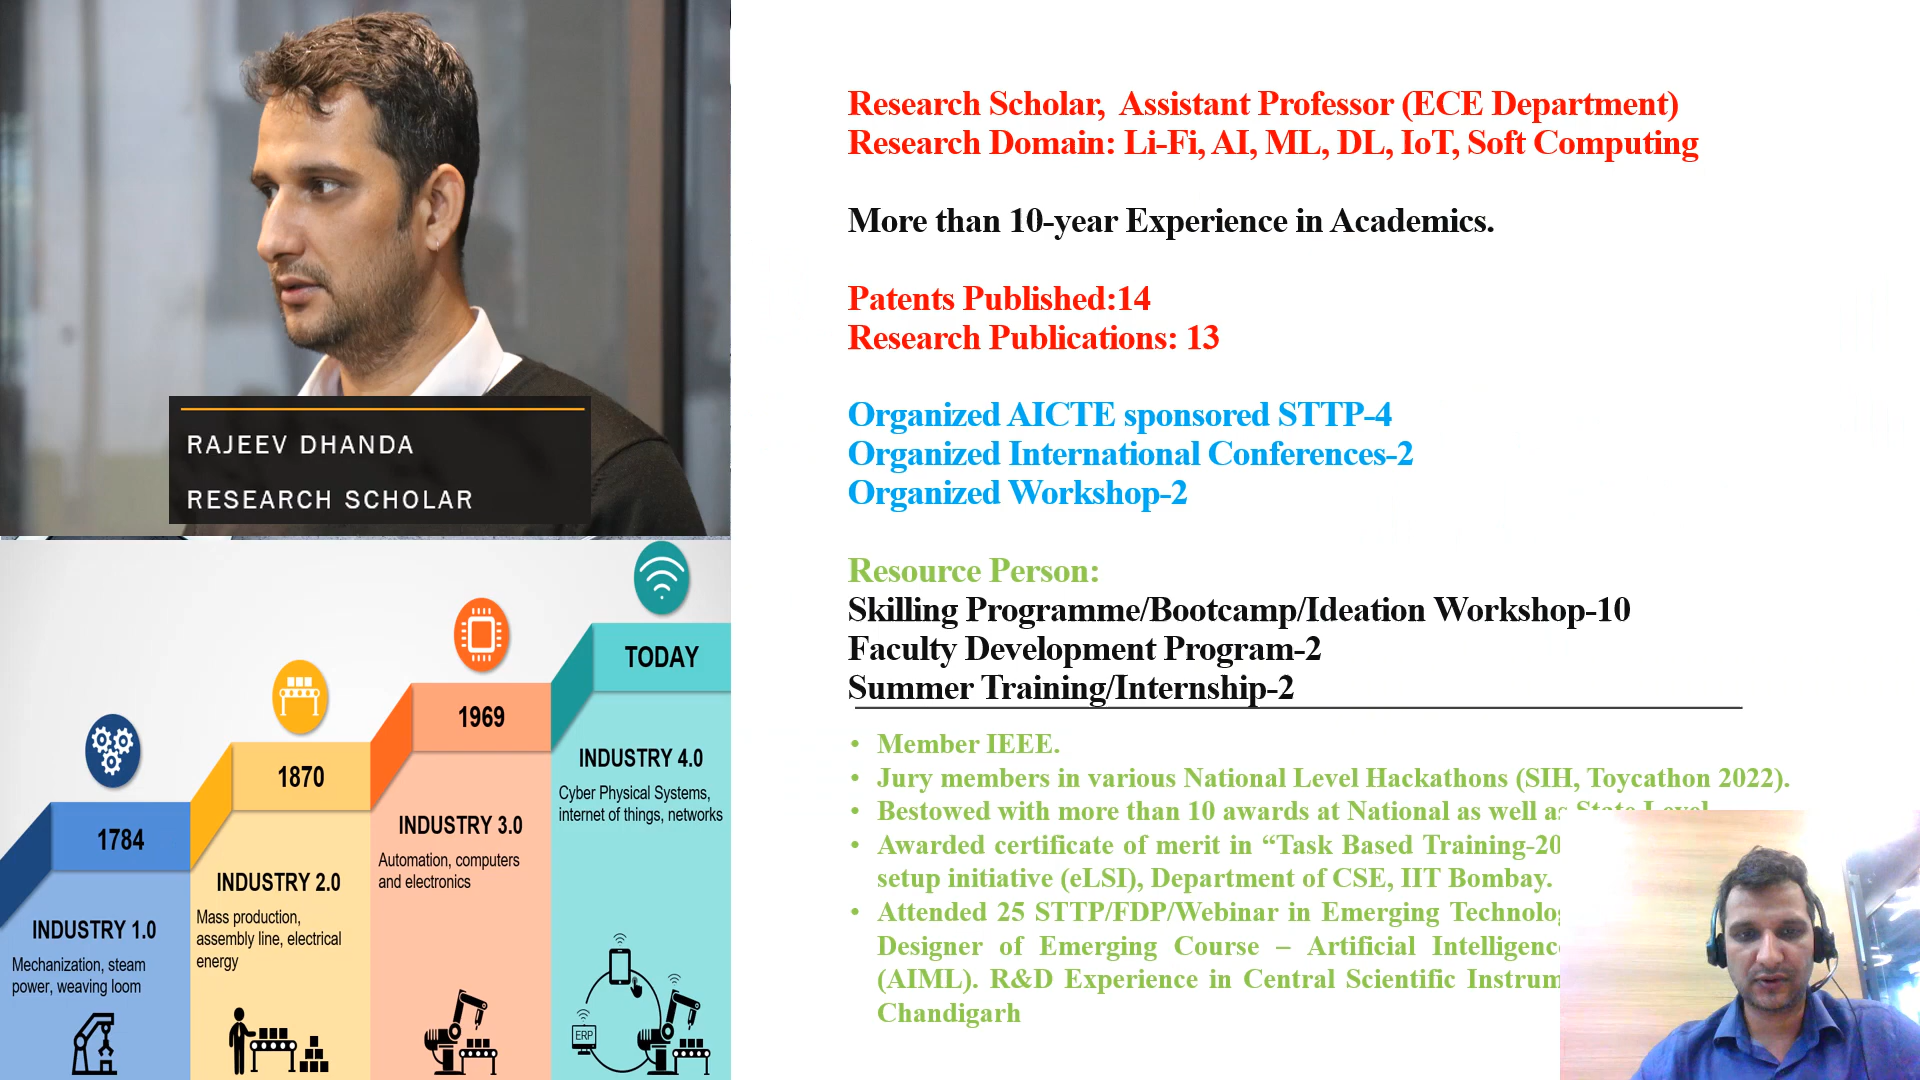 RAJEEV DHANDA
RESEARCH SCHOLAR
Research Scholar, Assistant Professor (ECE Department)
Research Domain: Li-Fi, AI, ML, DL, IoT, Soft Computing
More than 10-year Experience in Academics.
Patents Published:14
Research Publications: 13
Organized AICTE sponsored STTP-4
Organized International Conferences-2
Organized Workshop-2
Resource Person:
Skilling Programme/Bootcamp/Ideation Workshop-10
Faculty Development Program-2
Summer Training/Internship-2
• Member IEEE.
• Jury members in various National Level Hackathons (SIH, Toycathon 2022).
• Bestowed with more than 10 awards at National as well as State Level
• Awarded certificate of merit in “Task Based Training-20
setup initiative (eLSI), Department of CSE, IIT Bombay.
• Attended 25 STTP/FDP/Webinar in Emerging
Designer of Emerging Course – Artificial
(AIML). R&D Experience in Central Scientific
Chandigarh
1784
INDUSTRY 1.0
Mechanization, steam
power, weaving loom
1870
INDUSTRY 2.0
Mass production,
assembly line, electrical
energy
1969
INDUSTRY 3.0
Automation, computers
and electronics
TODAY
INDUSTRY 4.0
Cyber Physical Systems,
internet of things, networks
ERP